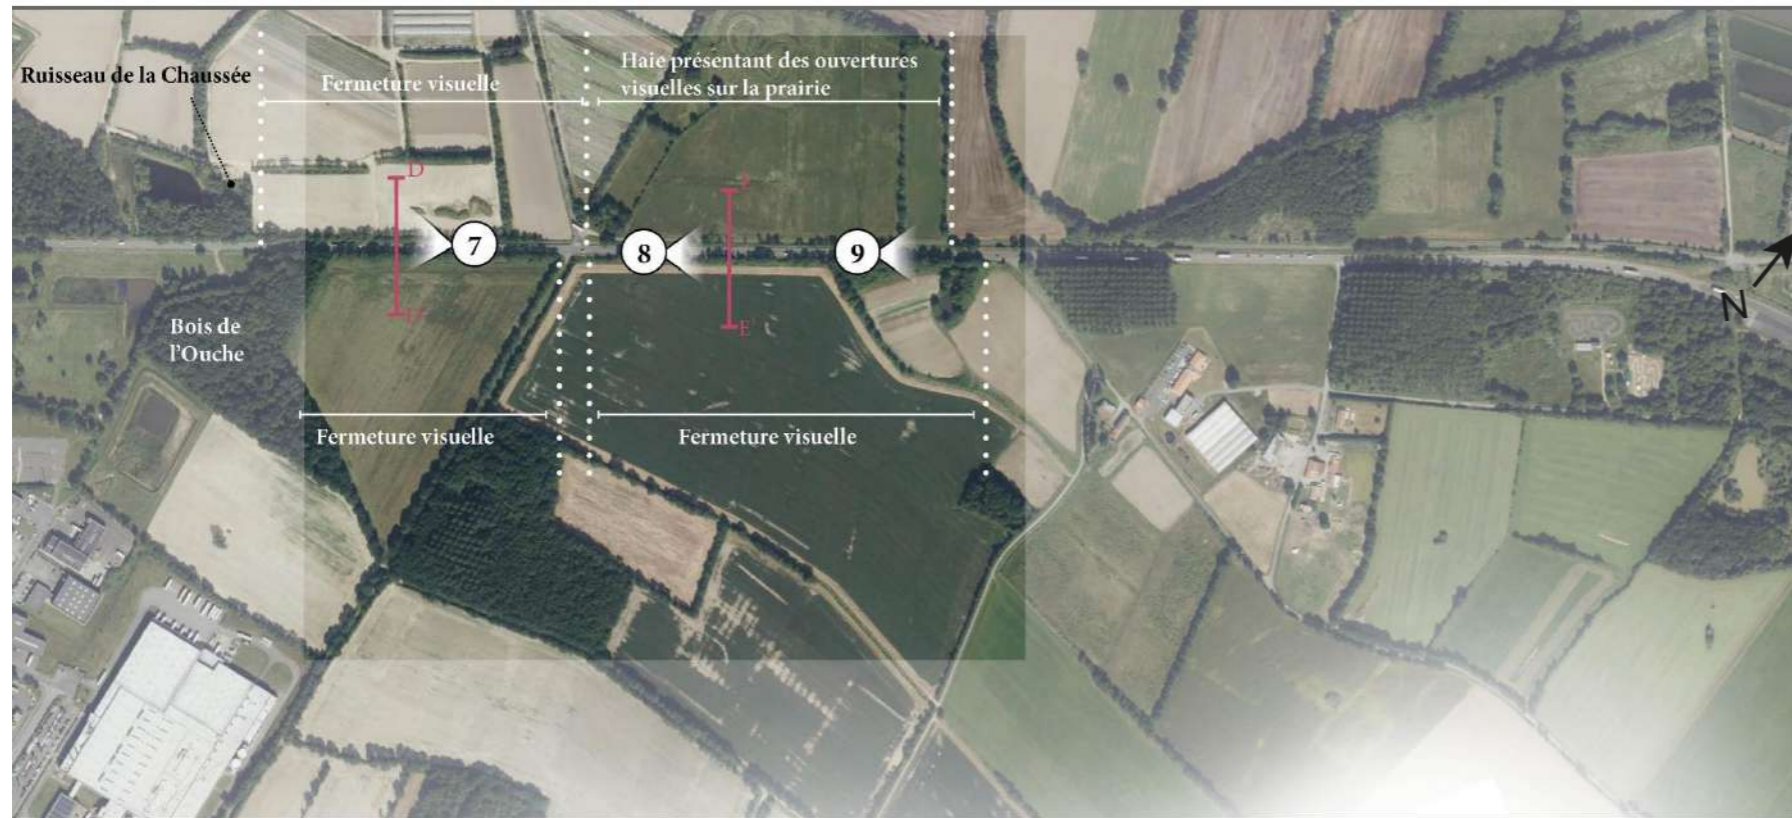 Ruisseau de la Chaussée
Fermeture visuelle
Haie présentant des ouvertures
visuelles sur la prairie
D
7
8
9
E'
N
Bois de
l'Ouche
Fermeture visuelle
Fermeture visuelle